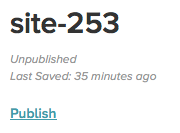 site-253
Unpublished
Last Saved: 35 minutes ago
Publish